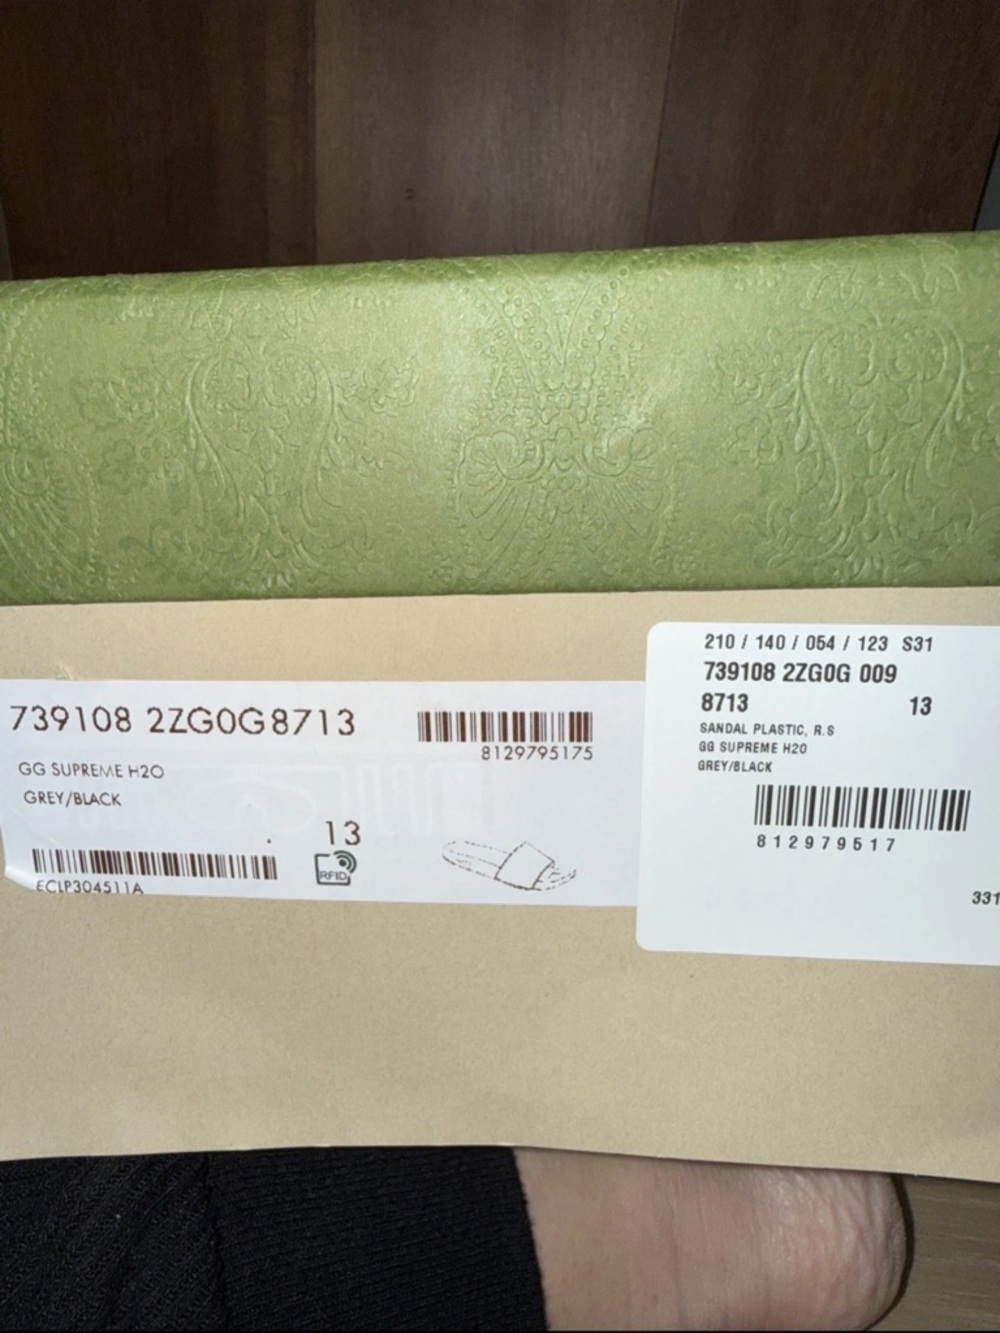 739108 2ZG0G8713
8129795175
GG SUPREME H2O
GREY/BLACK
13
RFID
ECLP304511A
210 / 140 / 054 / 123 S31
739108 2ZG0G 009
8713 13
SANDAL PLASTIC, R.S
GG SUPREME H2O
GREY/BLACK
812979517
331